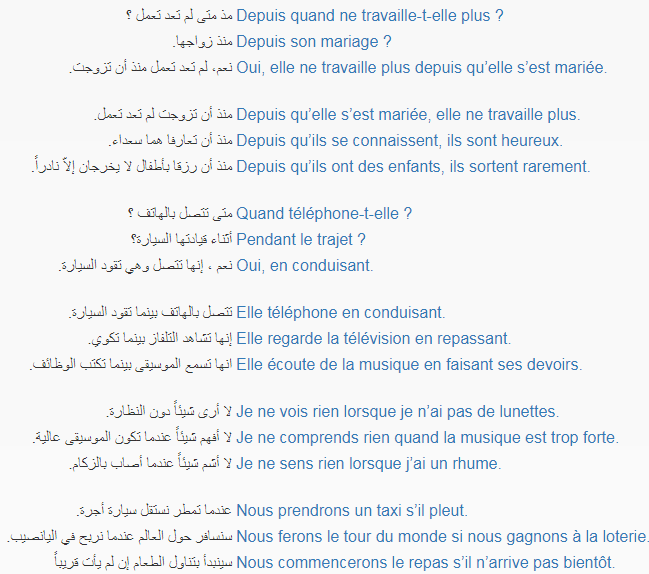 مذ متى لم تعد تعمل ؟ Depuis quand ne travaille-t-elle plus ?
منذ زواجها. Depuis son mariage ?
نعم، لم تعد تعمل منذ أن تزوجت. Oui, elle ne travaille plus depuis qu’elle s’est mariée.
منذ أن تزوجت لم تعد تعمل. Depuis qu’elle s’est mariée, elle ne travaille plus.
منذ أن تعارفا هما سعداء. Depuis qu’ils se connaissent, ils sont heureux.
منذ أن رزقا بأطفال لا يخرجان إلاّ نادراً. Depuis qu’ils ont des enfants, ils sortent rarement.
متى تتصل بالهاتف ؟ Quand téléphone-t-elle ?
أثناء قيادتها السيارة؟ Pendant le trajet ?
نعم ، إنها تتصل وهي تقود السيارة. Oui, en conduisant.
تتصل بالهاتف بينما تقود السيارة. Elle téléphone en conduisant.
إنها تشاهد التلفاز بينما تكوي. Elle regarde la télévision en repassant.
انها تسمع الموسيقى بينما تكتب الوظائف. Elle écoute de la musique en faisant ses devoirs.
لا أرى شيئاً دون النظارة. Je ne vois rien lorsque je n’ai pas de lunettes.
لا أفهم شيئاً عندما تكون الموسيقى عالية. Je ne comprends rien quand la musique est trop forte.
لا أشم شيئاً عندما أصاب بالزكام. Je ne sens rien lorsque j’ai un rhume.
عندما تمطر نستقل سيارة أجرة. Nous prendrons un taxi s’il pleut.
سنسافر حول العالم عندما نربح في اليانصيب. Nous ferons le tour du monde si nous gagnons à la loterie.
سينبدأ بتناول الطعام إن لم يأت قريباً Nous commencerons le repas s’il n’arrive pas bientôt.